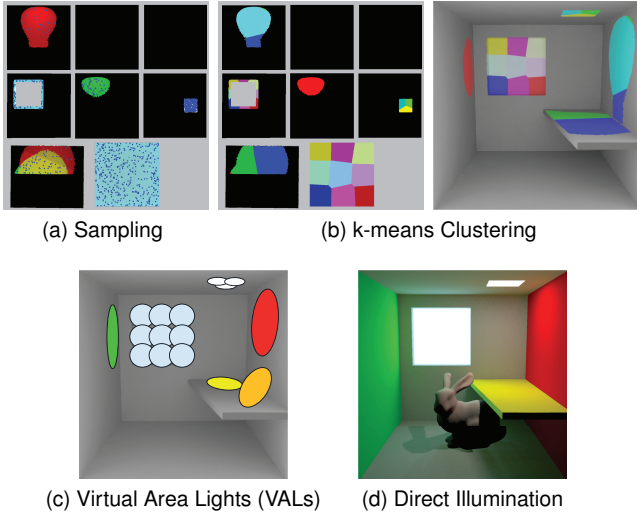 (a) Sampling
(b) k-means Clustering
(c) Virtual Area Lights (VALs)
(d) Direct Illumination